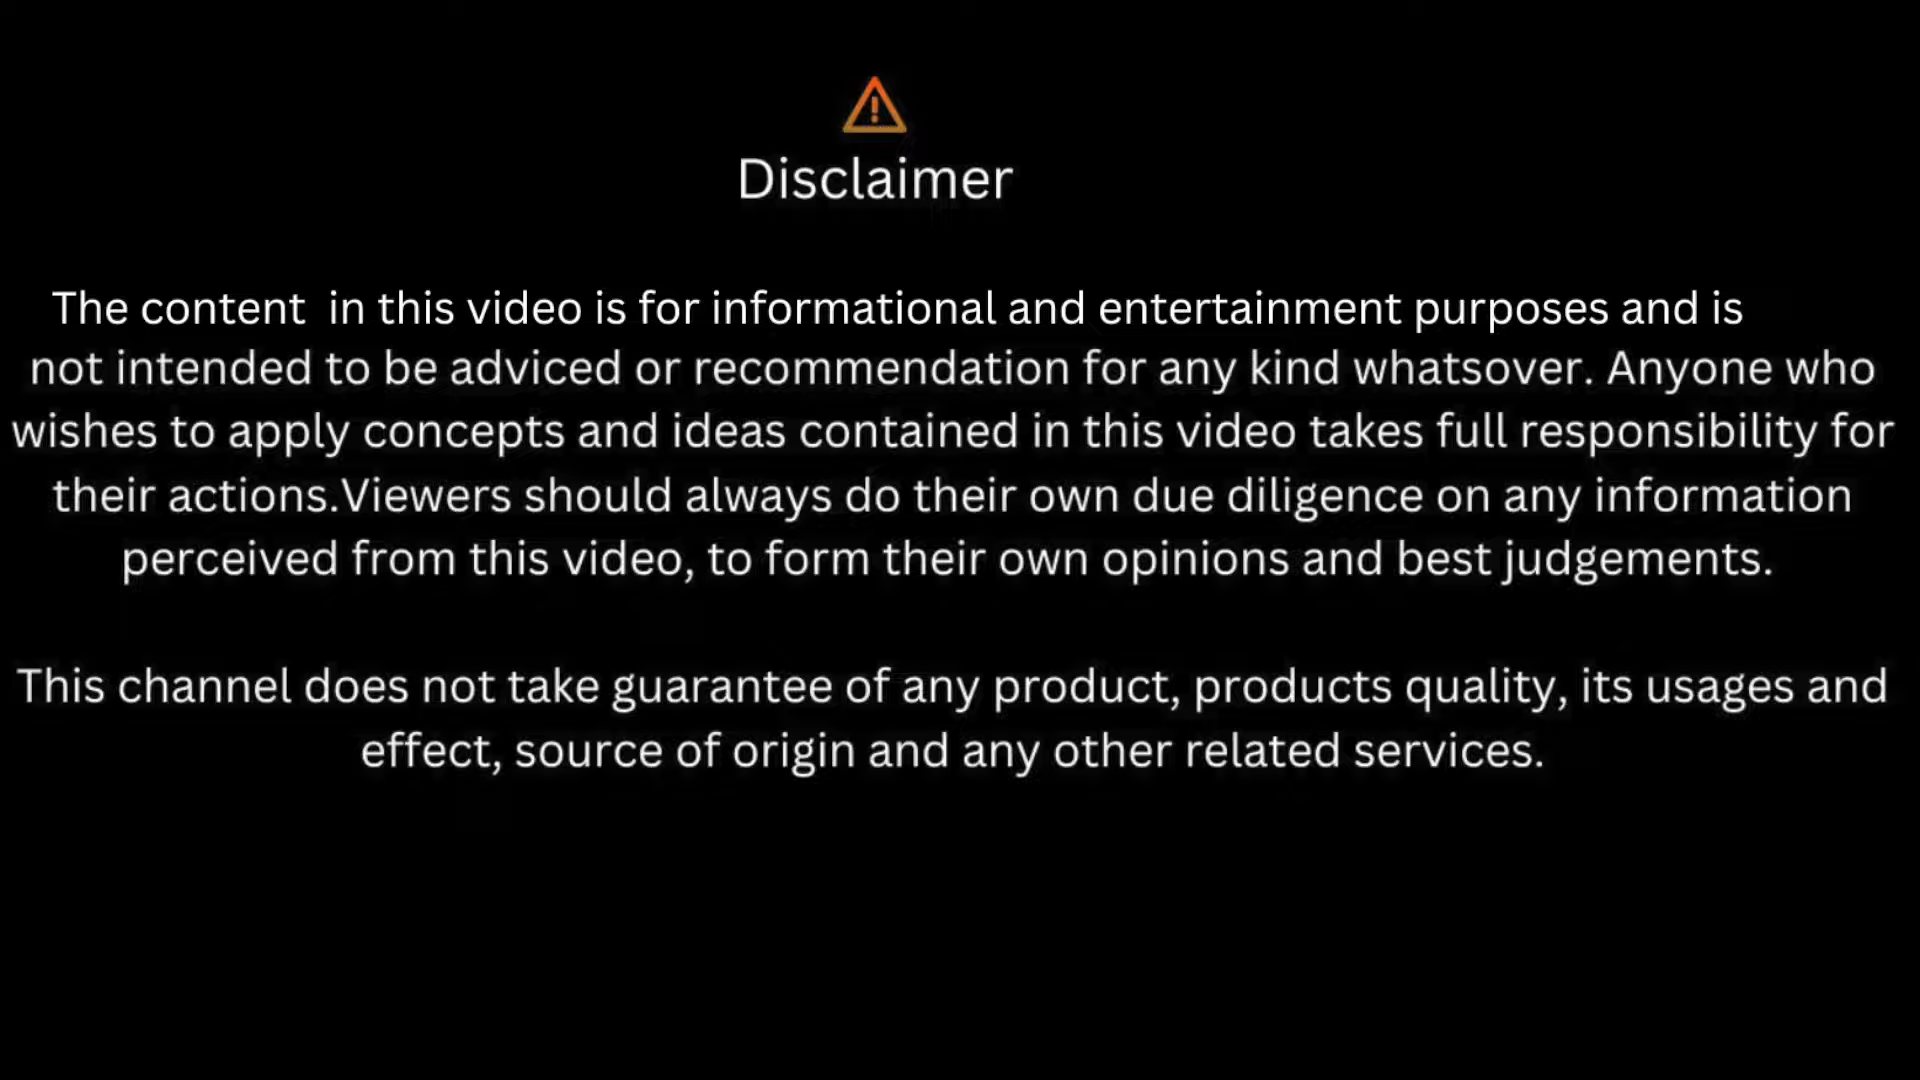 Disclaimer
The content in this video is for informational and entertainment purposes and is
not intended to be adviced or recommendation for any kind whatsover. Anyone who
wishes to apply concepts and ideas contained in this video takes full responsibility for
their actions.Viewers should always do their own due diligence on any information
perceived from this video, to form their own opinions and best judgements.
This channel does not take guarantee of any product, products quality, its usages and
effect, source of origin and any other related services.